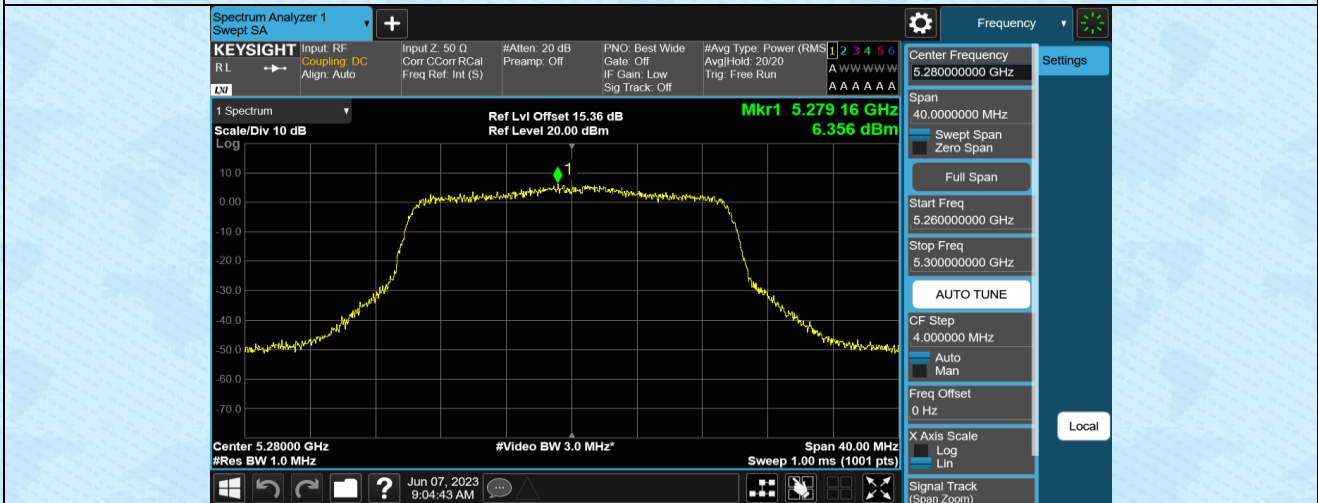 Spectrum Analyzer 1
Swept SA
+
Frequency
KEYSIGHT
RL
LXI
Input: RF
Coupling: DC
Align: Auto
Input Z: 50 Ω
Corr CCorr RCal
Freq Ref: Int (S)
#Atten: 20 dB
Preamp: Off
PNO: Best Wide
Gate: Off
IF Gain: Low
Sig Track: Off
#Avg Type: Power (RMS
Avg|Hold: 20/20
Trig: Free Run
1 2 3 4 5 6
A W W W W W
A A A A A A
1 Spectrum
Scale/Div 10 dB
Log
Ref Lvl Offset 15.36 dB
Ref Level 20.00 dBm
Mkr1 5.279 16 GHz
6.356 dBm
1
10.0
0.00
-10.0
-20.0
-30.0
-40.0
-50.0
-60.0
-70.0
Center 5.28000 GHz
#Res BW 1.0 MHz
#Video BW 3.0 MHz*
Span 40.00 MHz
Sweep 1.00 ms (1001 pts)
?
Jun 07, 2023
9:04:43 AM
Center Frequency
5.280000000 GHz
Span
40.0000000 MHz
Swept Span
Zero Span
Full Span
Start Freq
5.260000000 GHz
Stop Freq
5.300000000 GHz
AUTO TUNE
CF Step
4.000000 MHz
Auto
Man
Freq Offset
0 Hz
X Axis Scale
Log
Lin
Signal Track
(Span Zoom)
Settings
Local